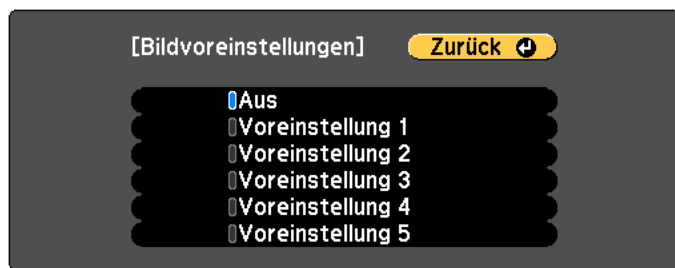 [Bildvoreinstellungen] Zurück
Aus
Voreinstellung 1
Voreinstellung 2
Voreinstellung 3
Voreinstellung 4
Voreinstellung 5